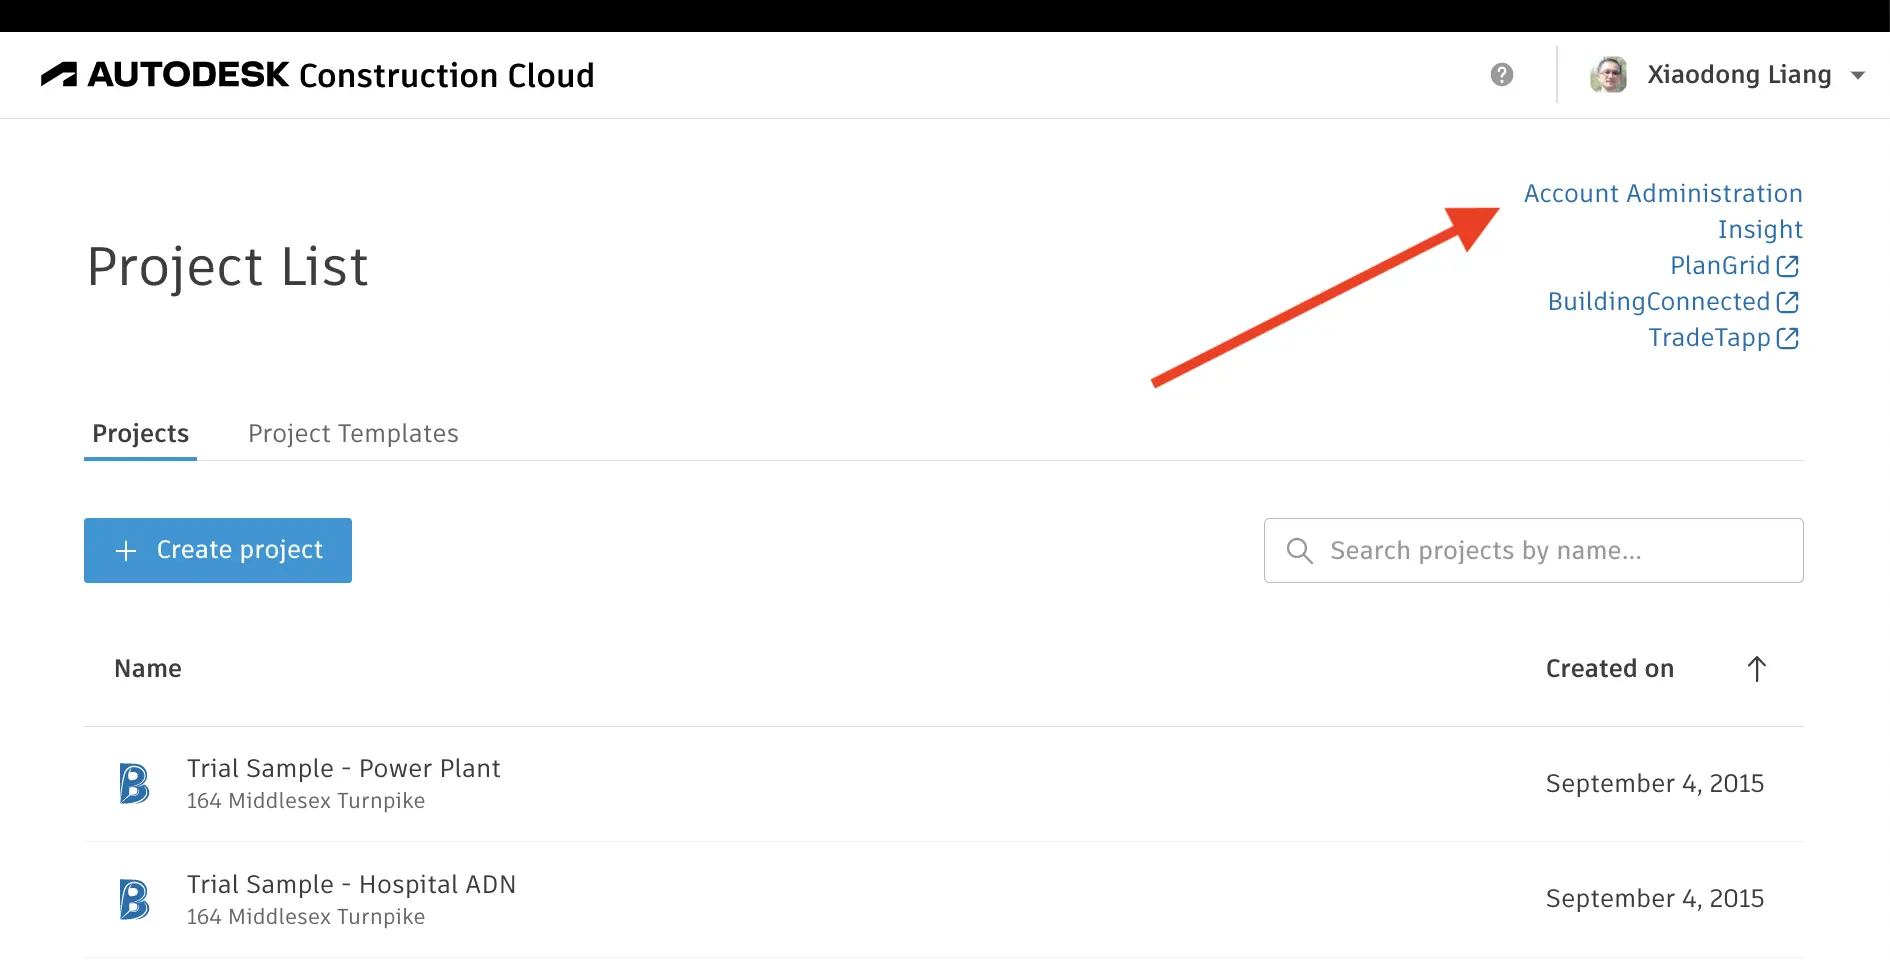 AUTODESK Construction Cloud
Xiaodong Liang
Account Administration
Insight
PlanGrid
BuildingConnected
TradeTapp
Project List
Projects Project Templates
+ Create project
Search projects by name...
Name Created on
Trial Sample - Power Plant
164 Middlesex Turnpike
September 4, 2015
Trial Sample - Hospital ADN
164 Middlesex Turnpike
September 4, 2015